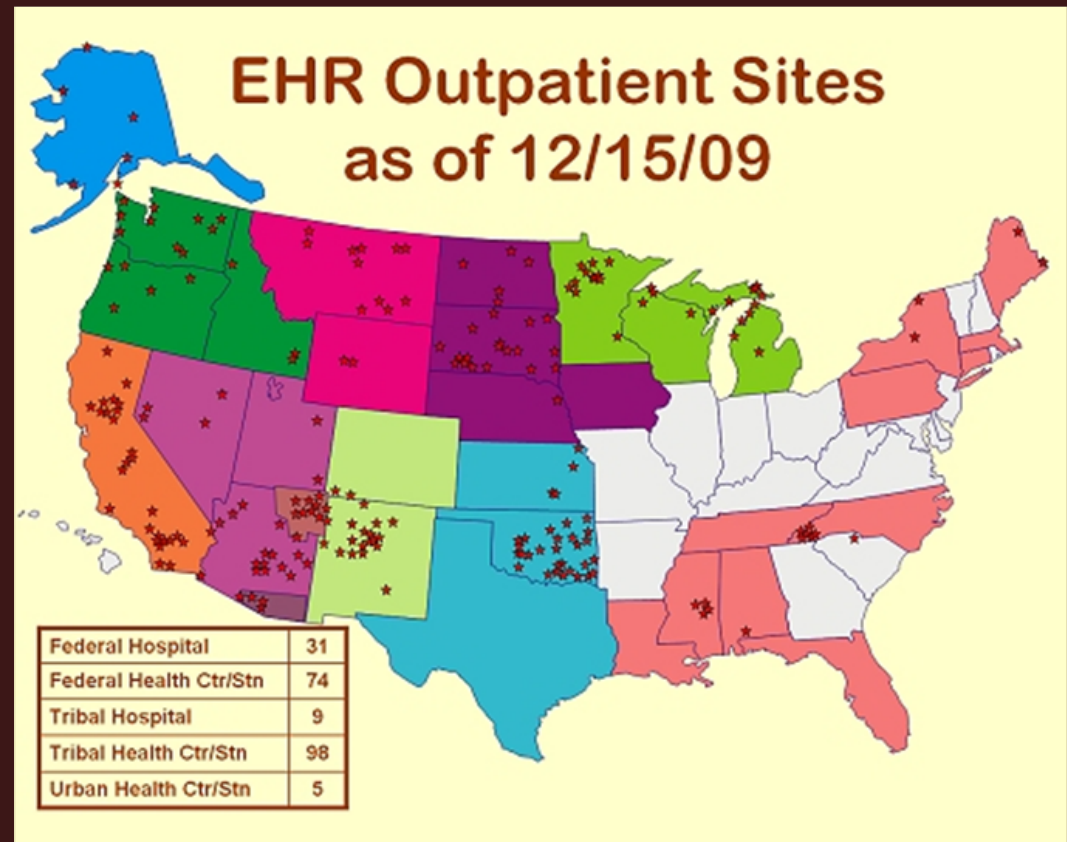 EHR Outpatient Sites
as of 12/15/09
Federal Hospital 31
Federal Health Ctr/Stn 74
Tribal Hospital 9
Tribal Health Ctr/Stn 98
Urban Health Ctr/Stn 5